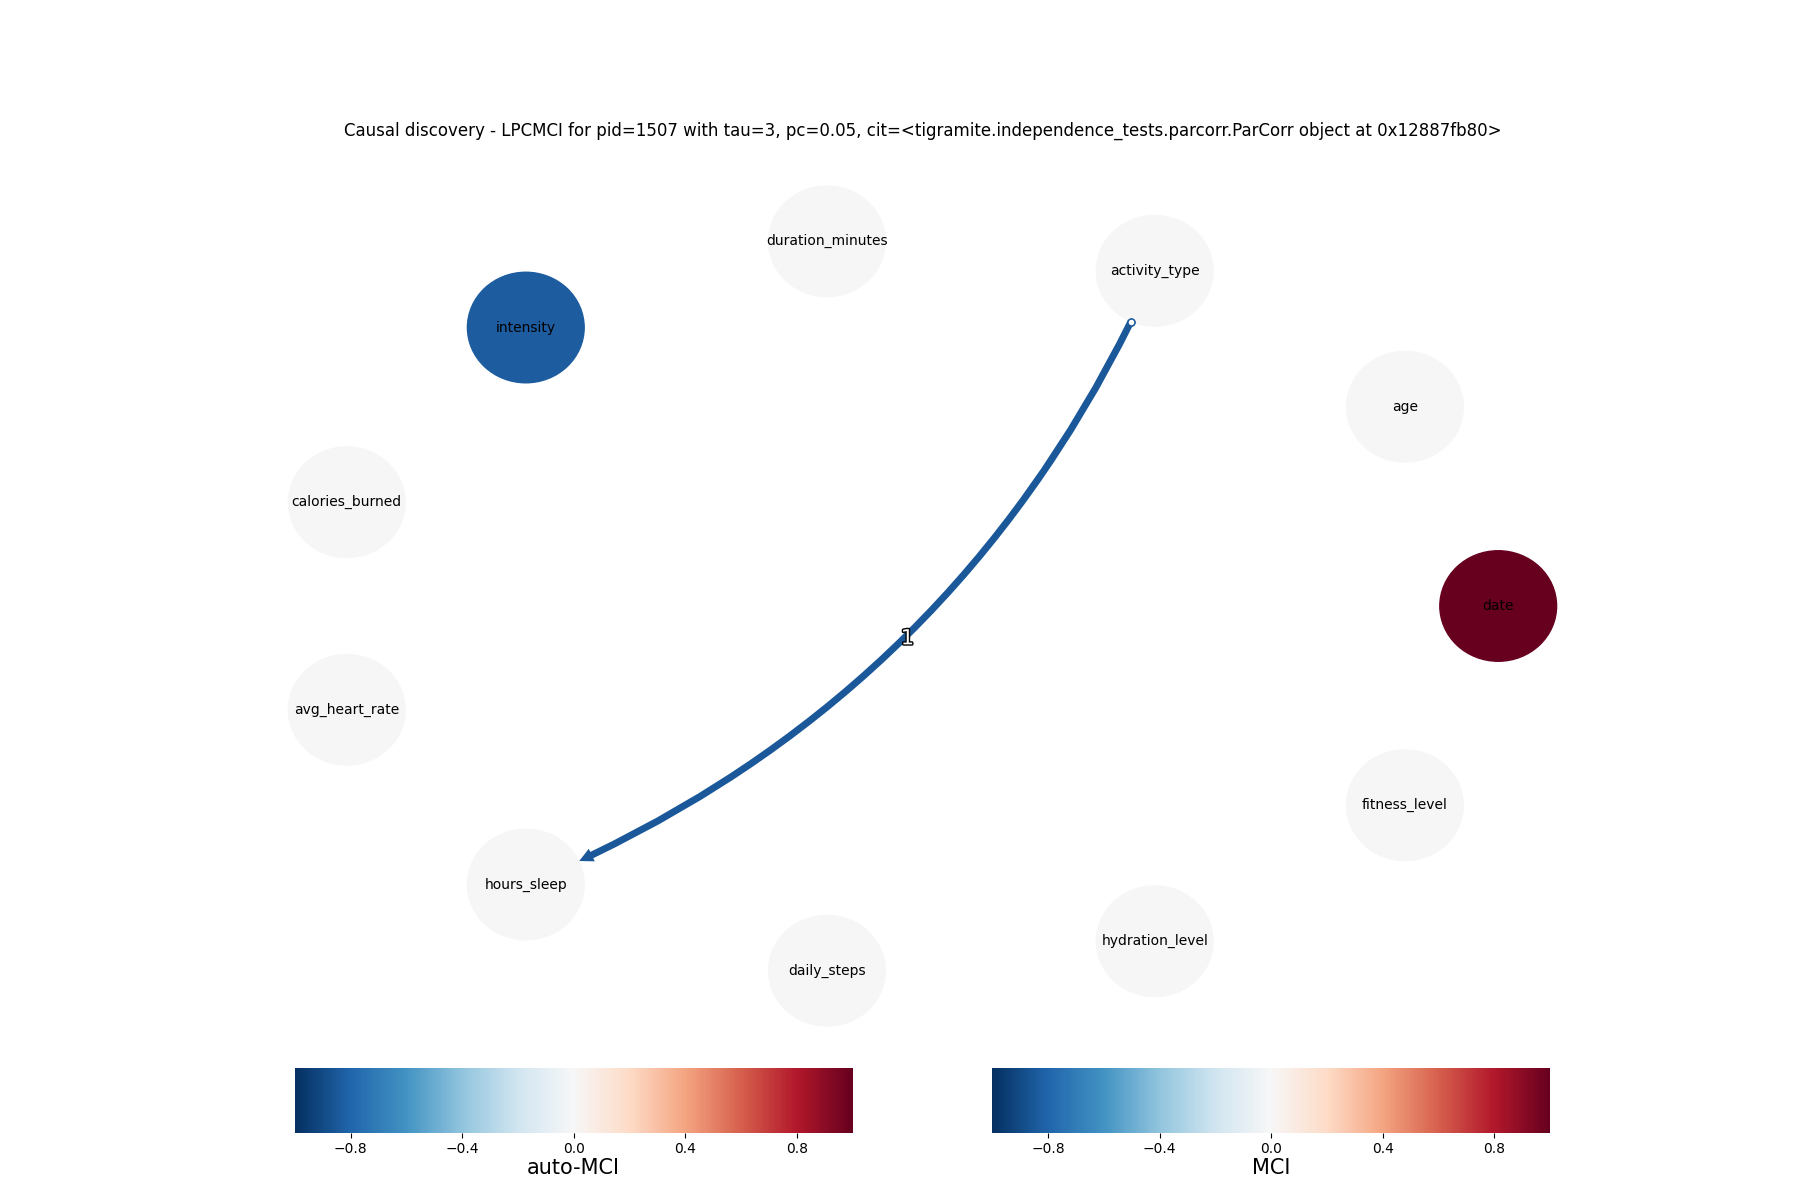 Causal discovery - LPCMCI for pid=1507 with tau=3, pc=0.05, cit=<tigramite.independence_tests.parcorr.ParCorr object at 0x12887fb80>
duration_minutes
activity_type
intensity
age
calories_burned
date
1
avg_heart_rate
fitness_level
hours_sleep
hydration_level
daily_steps
−0.8 −0.4 0.0 0.4 0.8
auto-MCI
−0.8 −0.4 0.0 0.4 0.8
MCI